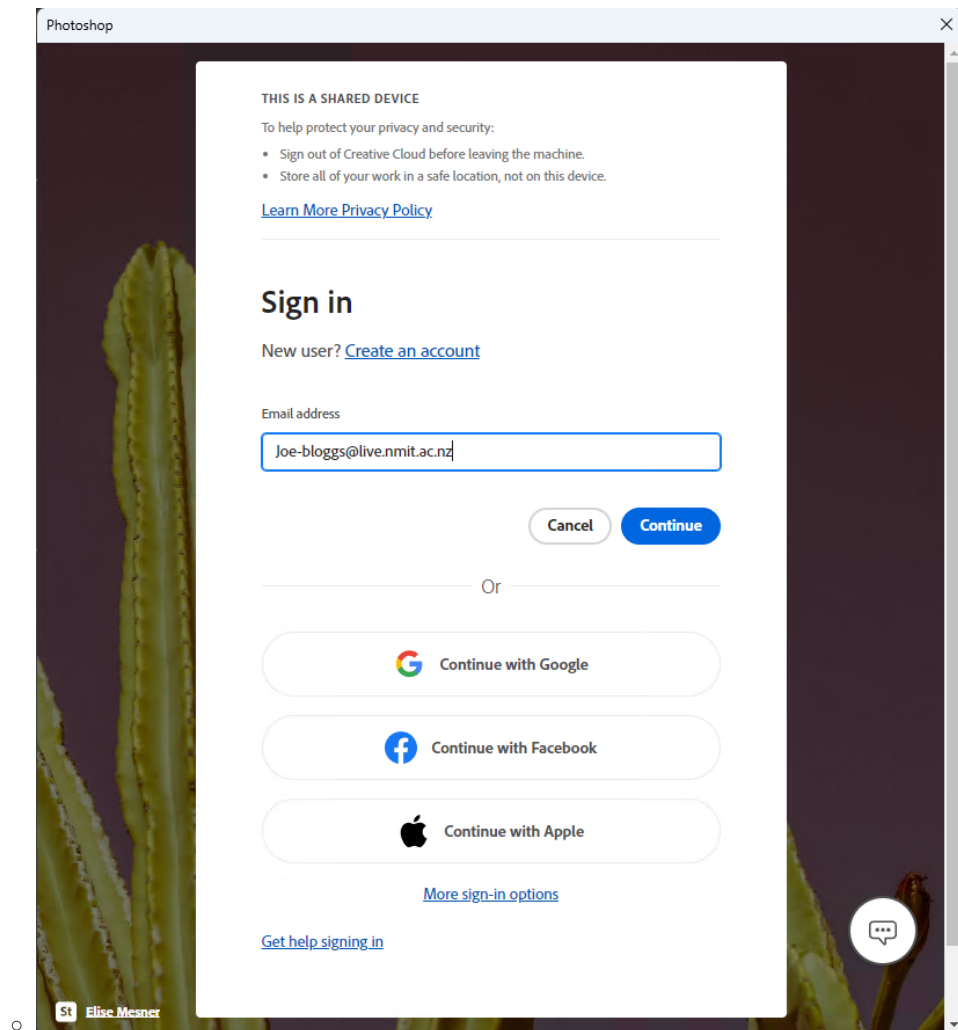 Photoshop
THIS IS A SHARED DEVICE
To help protect your privacy and security:
• Sign out of Creative Cloud before leaving the machine.
• Store all of your work in a safe location, not on this device.
Learn More Privacy Policy
Sign in
New user? Create an account
Email address
Joe-bloggs@live.nmit.ac.nz
Cancel Continue
Or
Continue with Google
Continue with Facebook
Continue with Apple
More sign-in options
Get help signing in
St Elise Mesner